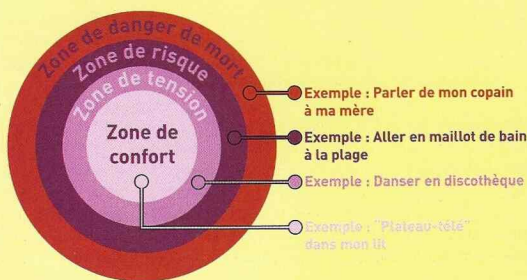 Zone de danger de mort
Zone de risque
Zone de tension
Zone de
confort
Exemple : Parler de mon copain
à ma mère
Exemple : Aller en maillot de bain
à la plage
Exemple : Danser en discothèque
Exemple : "Plateau-télé"
dans mon lit